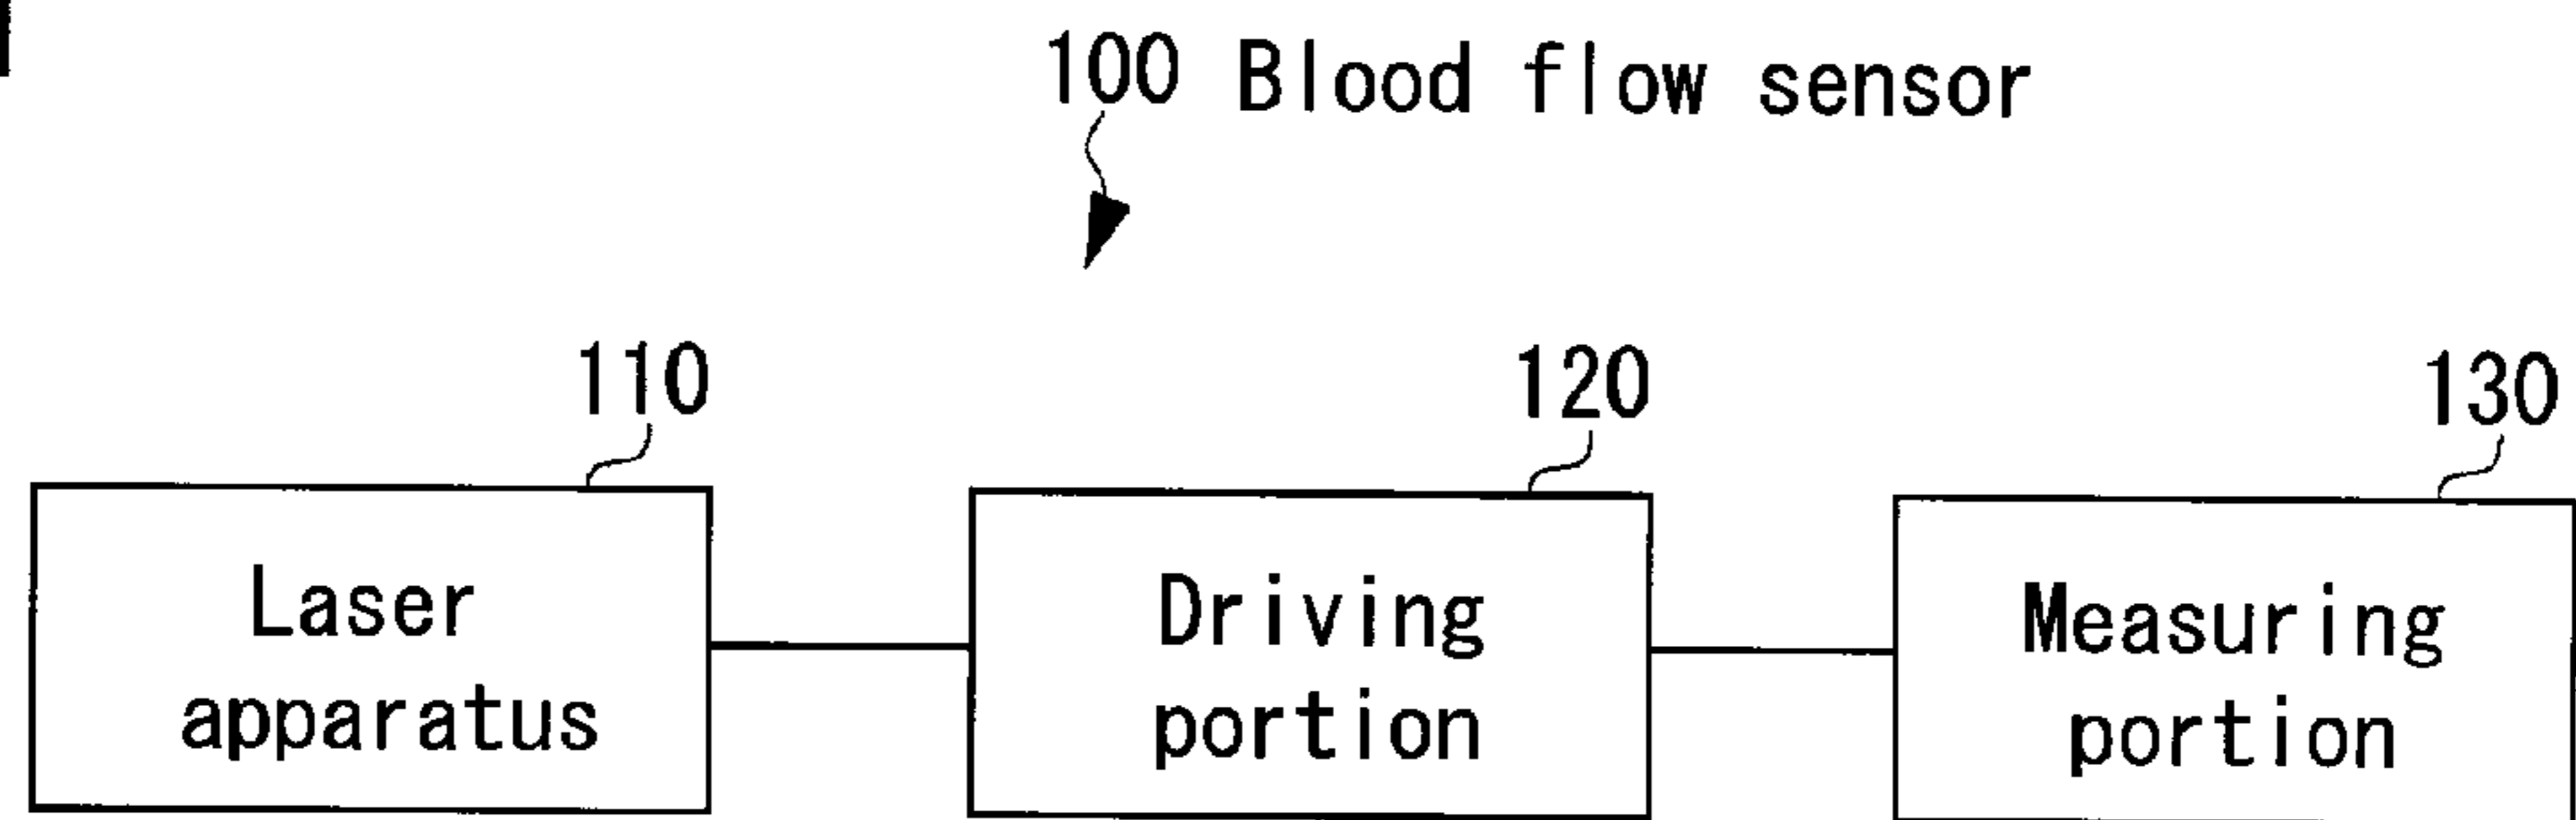 100 Blood flow sensor
110
120
130
Laser
apparatus
Driving
portion
Measuring
portion